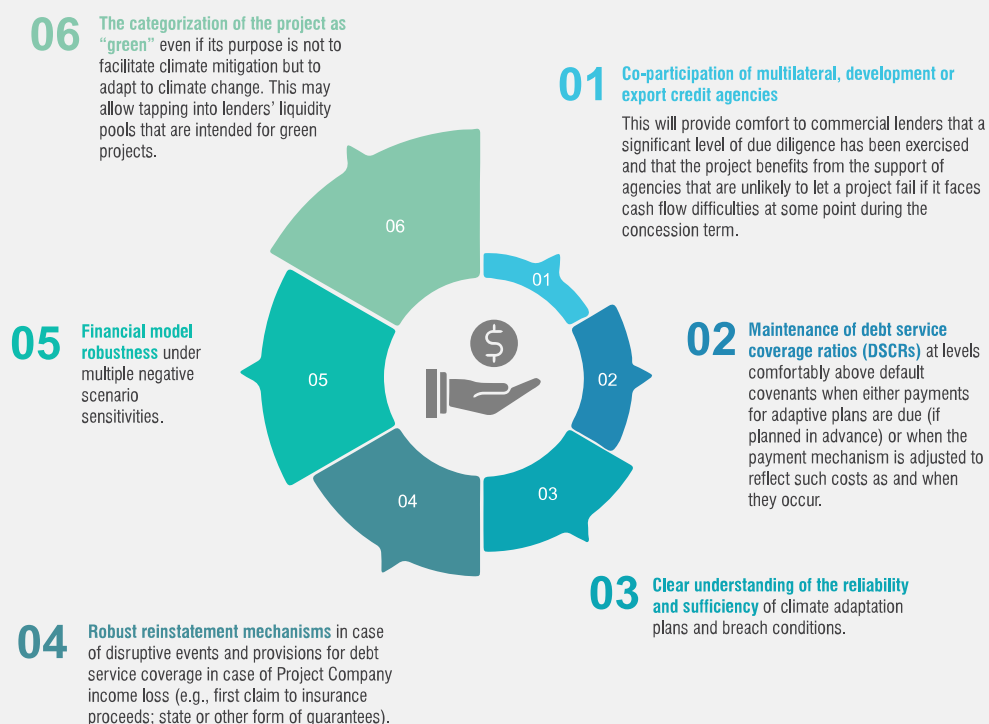 01
Co-participation of multilateral, development or
export credit agencies
This will provide comfort to commercial lenders that a
significant level of due diligence has been exercised
and that the project benefits from the support of
agencies that are unlikely to let a project fail if it faces
cash flow difficulties at some point during the
concession term.
02
Maintenance of debt service
coverage ratios (DSCRs) at levels
comfortably above default
covenants when either payments
for adaptive plans are due (if
planned in advance) or when the
payment mechanism is adjusted to
reflect such costs as and when
they occur.
03
Clear understanding of the reliability
and sufficiency of climate adaptation
plans and breach conditions.
04
Robust reinstatement mechanisms in case
of disruptive events and provisions for debt
service coverage in case of Project Company
income loss (e.g., first claim to insurance
proceeds; state or other form of guarantees).
05
Financial model
robustness under
multiple negative
scenario
sensitivities.
06
The categorization of the project as
“green” even if its purpose is not to
facilitate climate mitigation but to
adapt to climate change. This may
allow tapping into lenders’ liquidity
pools that are intended for green
projects.
01
02
03
04
05
06
$